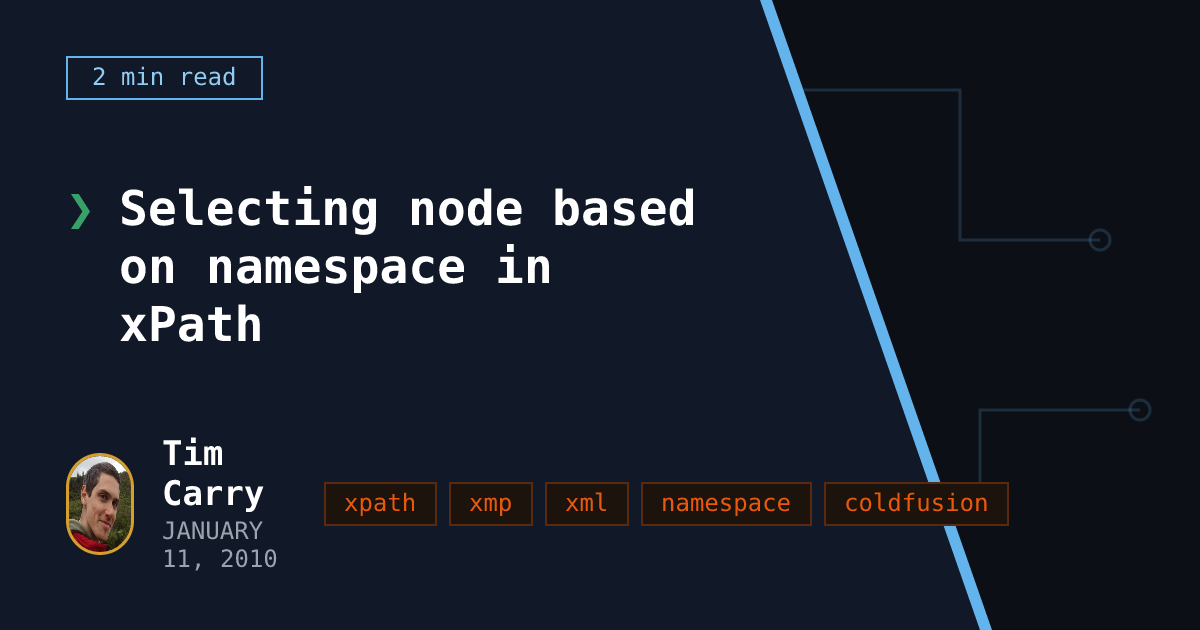 2 min read
❯ Selecting node based
on namespace in
xPath
Tim
Carry
JANUARY
11, 2010
xpath xmp xml namespace coldfusion